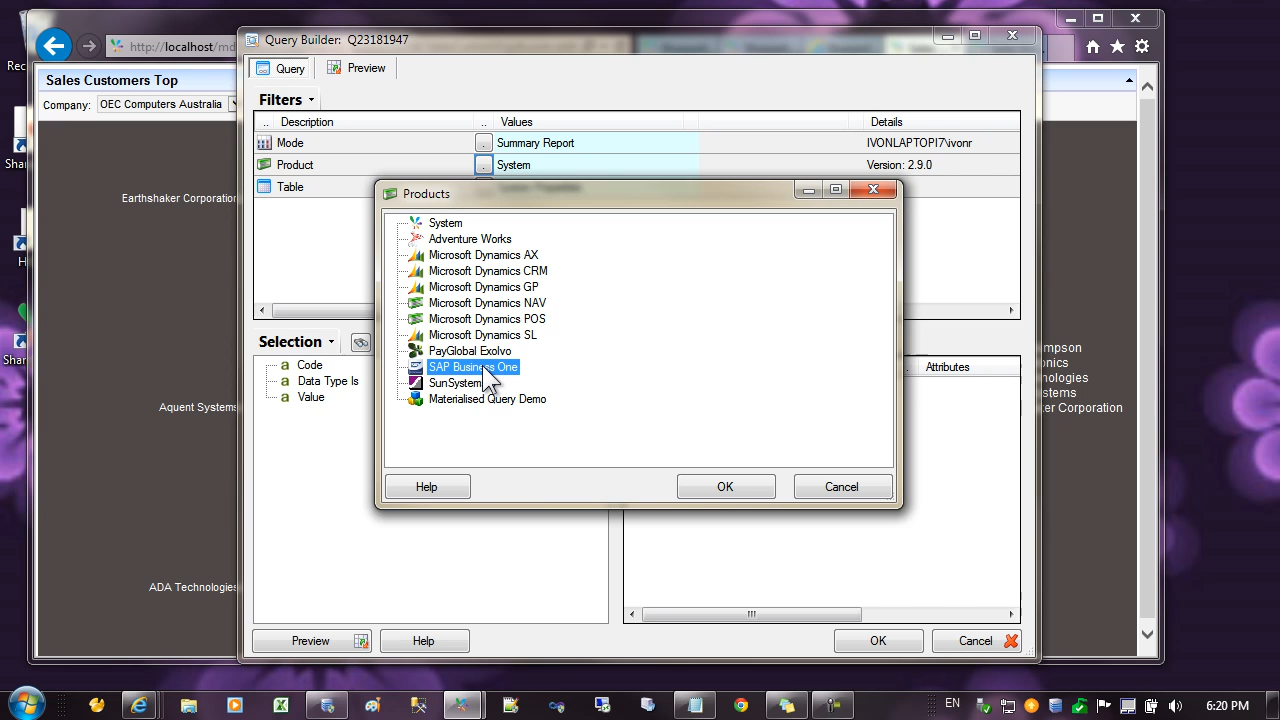 Query Builder: Q23181947
http://localhost/md
Sales Customers Top
Query
Preview
Company: OEC Computers Australia
Filters
.. Description .. Values Details
Mode . Summary Report IVONLAPTOPI7\ivonr
Product . System Version: 2.9.0
Table
Products
Earthshaker Corporation
System
Adventure Works
Microsoft Dynamics AX
Microsoft Dynamics CRM
Microsoft Dynamics GP
Microsoft Dynamics NAV
Microsoft Dynamics POS
Microsoft Dynamics SL
PayGlobal Exolvo
SAP Business One
SunSystem
Materialised Query Demo
Help OK Cancel
Selection
Code
Data Type Is
Value
Attributes
mpson
onics
ologies
stems
ker Corporation
Aquent Systems
ADA Technologies
Preview Help OK Cancel
EN 6:20 PM